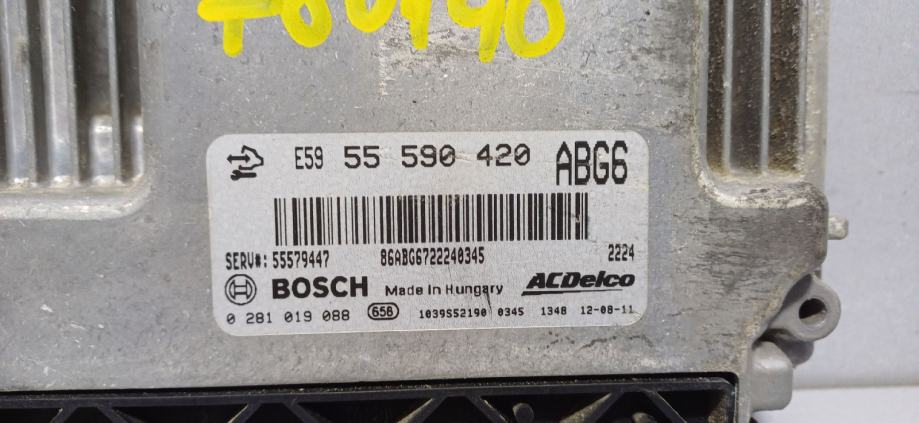 E59 55 590 420 ABG6
SERV#: 55579447 86ABG6722240345 2224
BOSCH Made in Hungary ACDelco
0 281 019 088 658 1039S52190 0345 1348 12-08-11